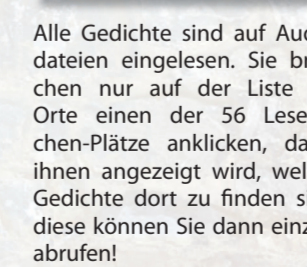 Alle Gedichte sind auf Aud
dateien eingelesen. Sie br
chen nur auf der Liste
Orte einen der 56 Lese
chen-Plätze anklicken, da
ihnen angezeigt wird, wel
Gedichte dort zu finden s
diese können Sie dann einz
abrufen!